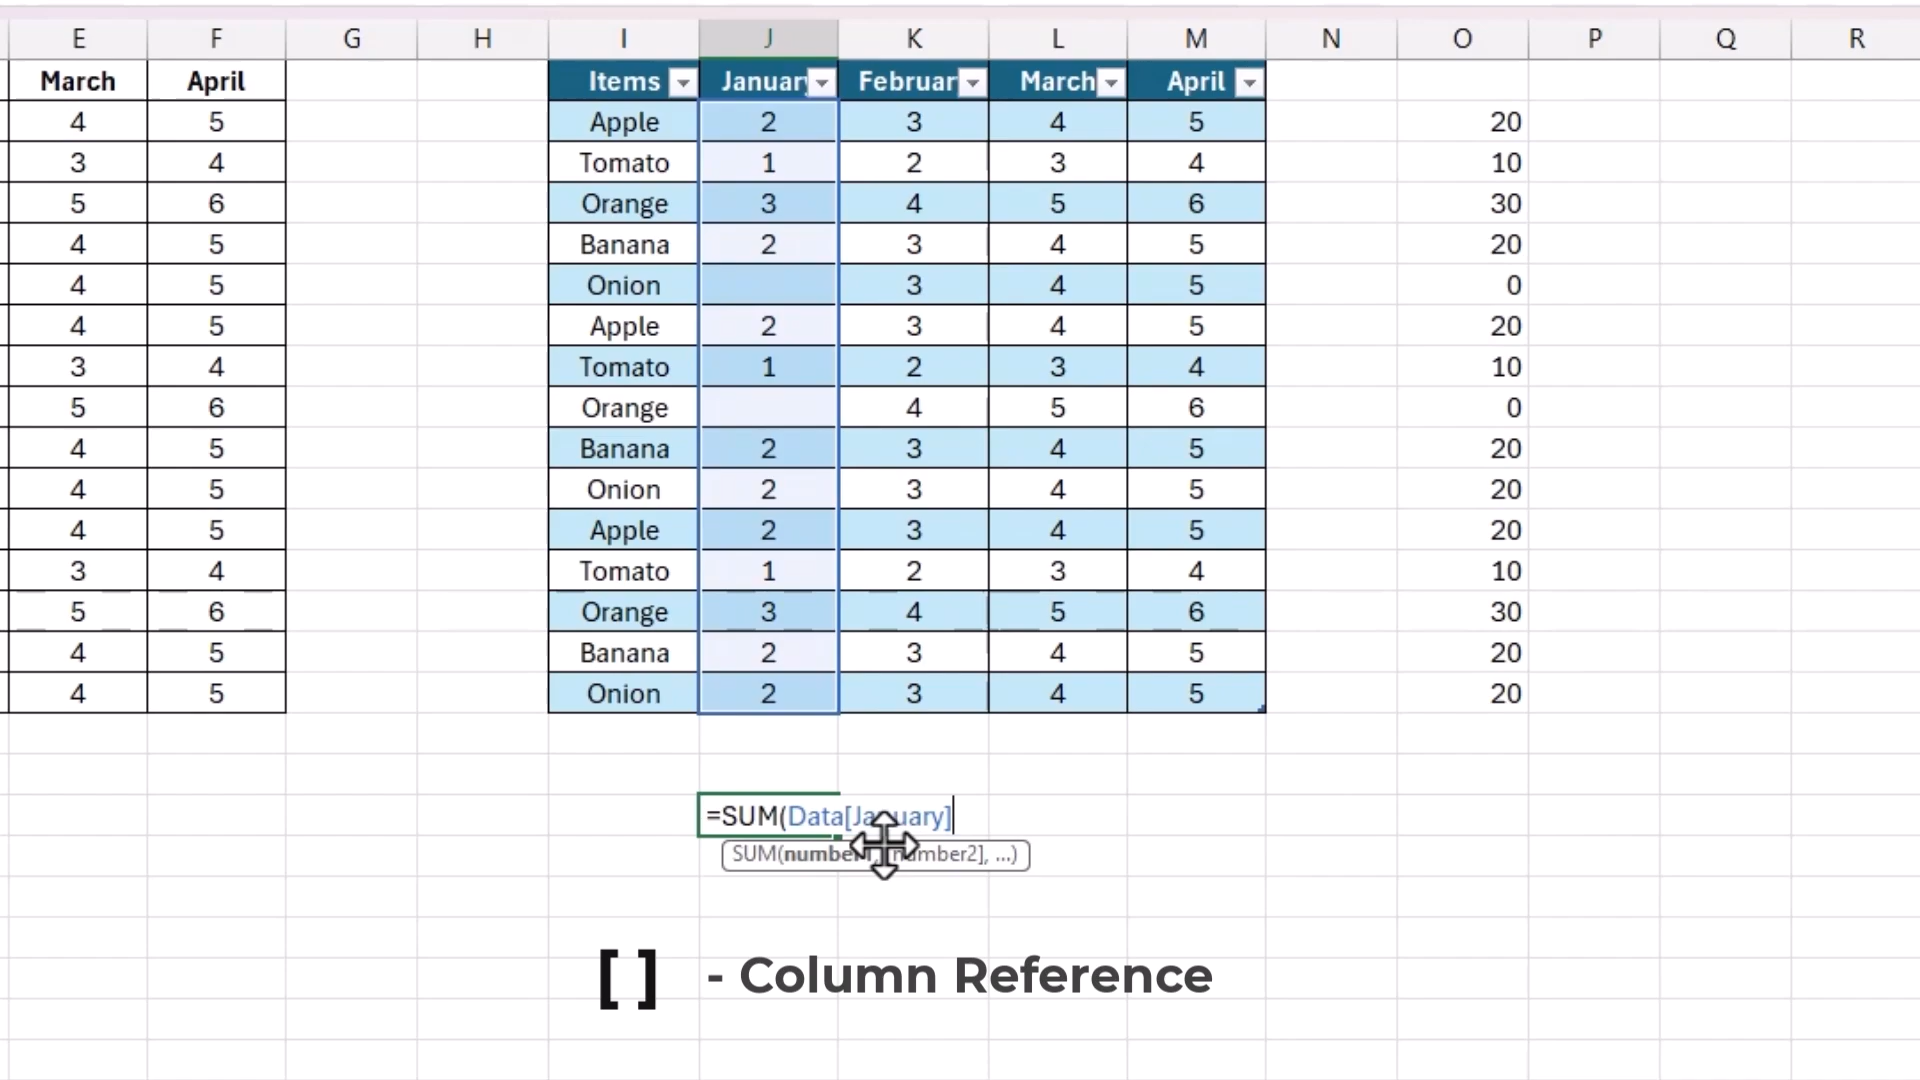 E F G H I J K L M N O P Q R
March April Items January Februar March April
4 5 Apple 2 3 4 5 20
3 4 Tomato 1 2 3 4 10
5 6 Orange 3 4 5 6 30
4 5 Banana 2 3 4 5 20
4 5 Onion 3 4 5 0
4 5 Apple 2 3 4 5 20
3 4 Tomato 1 2 3 4 10
5 6 Orange 4 5 6 0
4 5 Banana 2 3 4 5 20
4 5 Onion 2 3 4 5 20
4 5 Apple 2 3 4 5 20
3 4 Tomato 1 2 3 4 10
5 6 Orange 3 4 5 6 30
4 5 Banana 2 3 4 5 20
4 5 Onion 2 3 4 5 20
=SUM(Data[January]
SUM(number1, [number2], ...)
[ ] - Column Reference